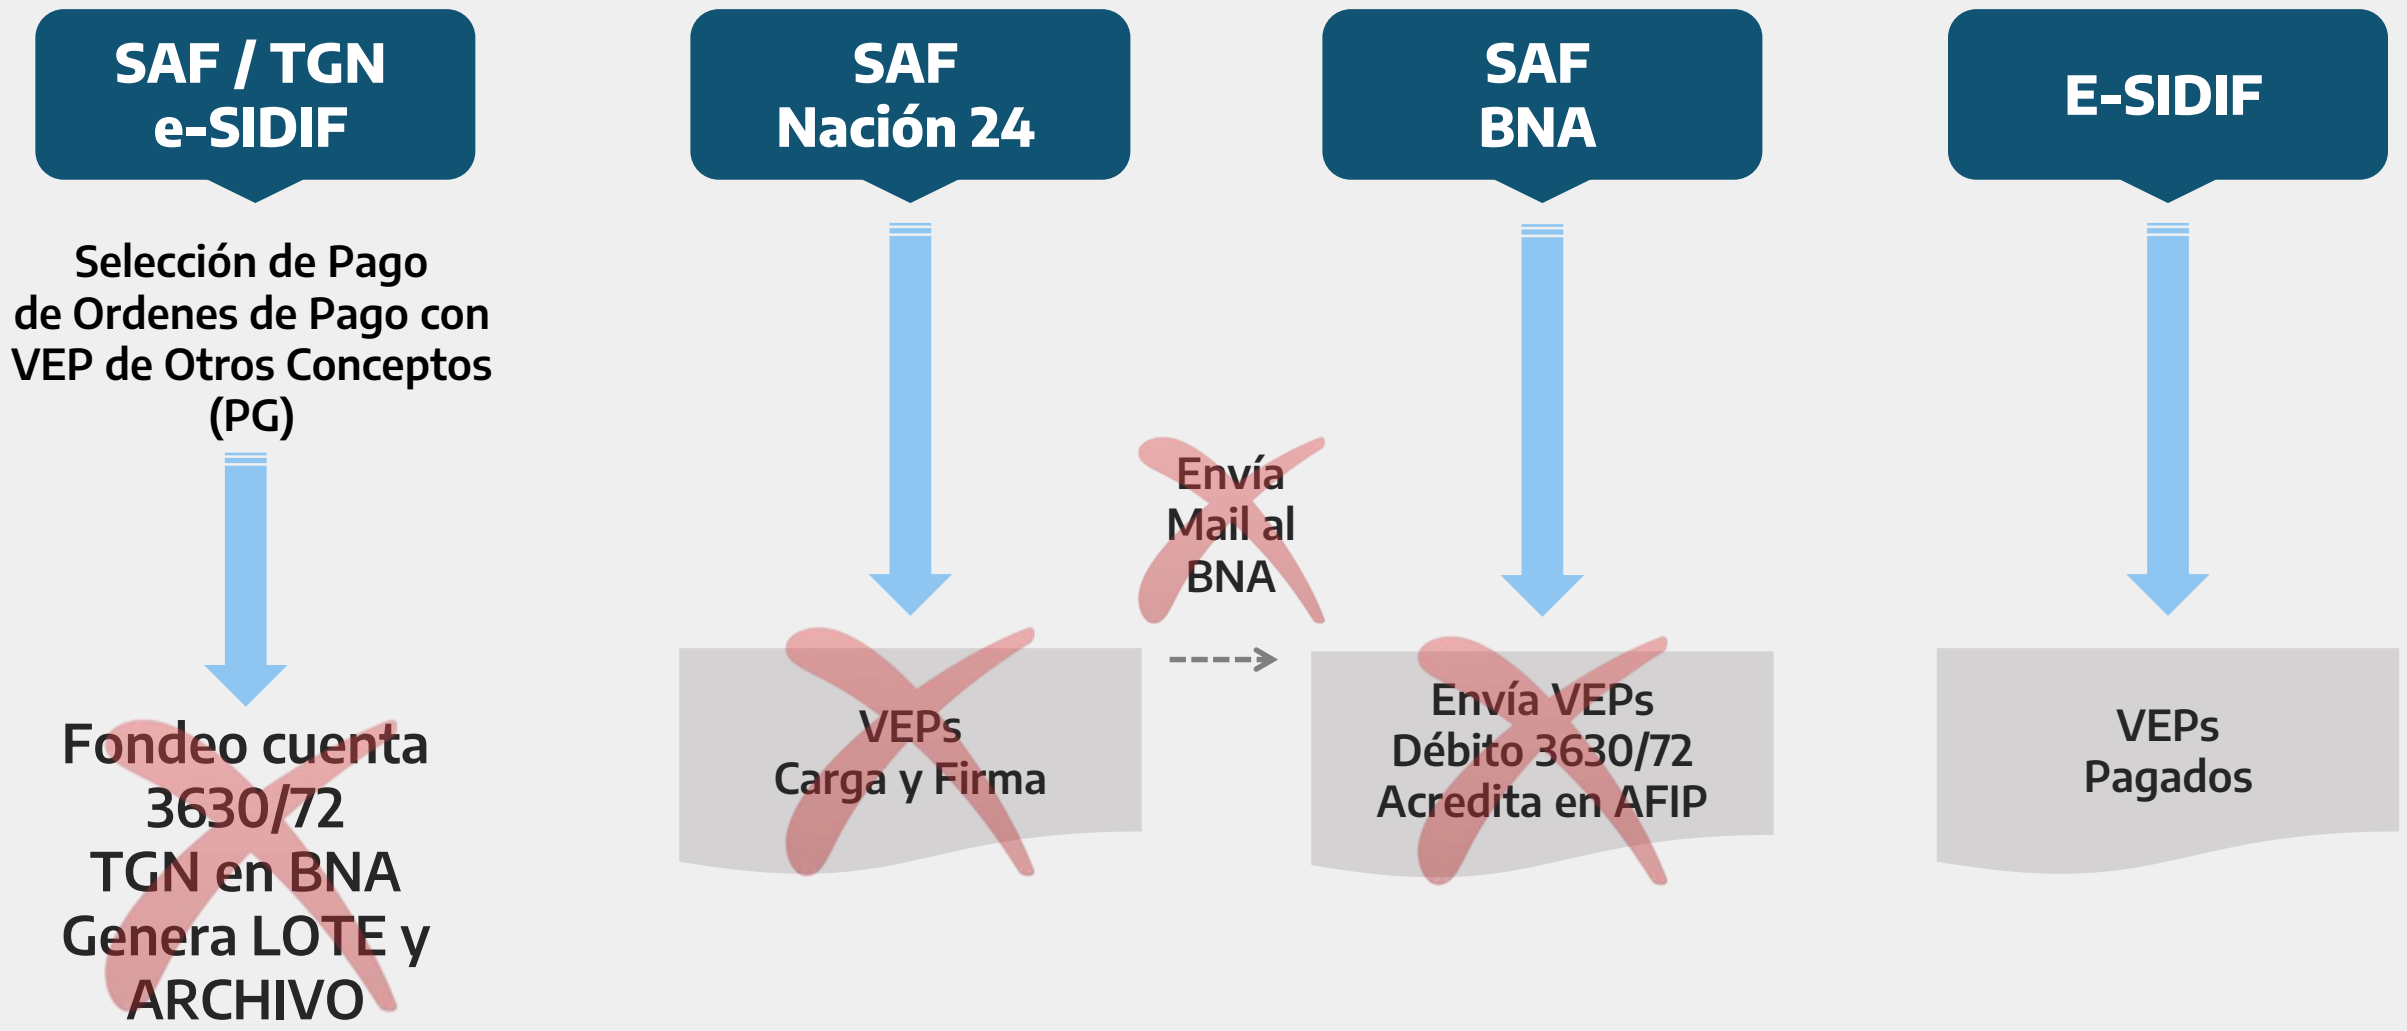 SAF / TGN
e-SIDIF
Selección de Pago
de Ordenes de Pago con
VEP de Otros Conceptos
(PG)
Fondeo cuenta
3630/72
TGN en BNA
Genera LOTE y
ARCHIVO
SAF
Nación 24
VEPs
Carga y Firma
Envía
Mail al
BNA
SAF
BNA
Envía VEPs
Débito 3630/72
Acredita en AFIP
E-SIDIF
VEPs
Pagados